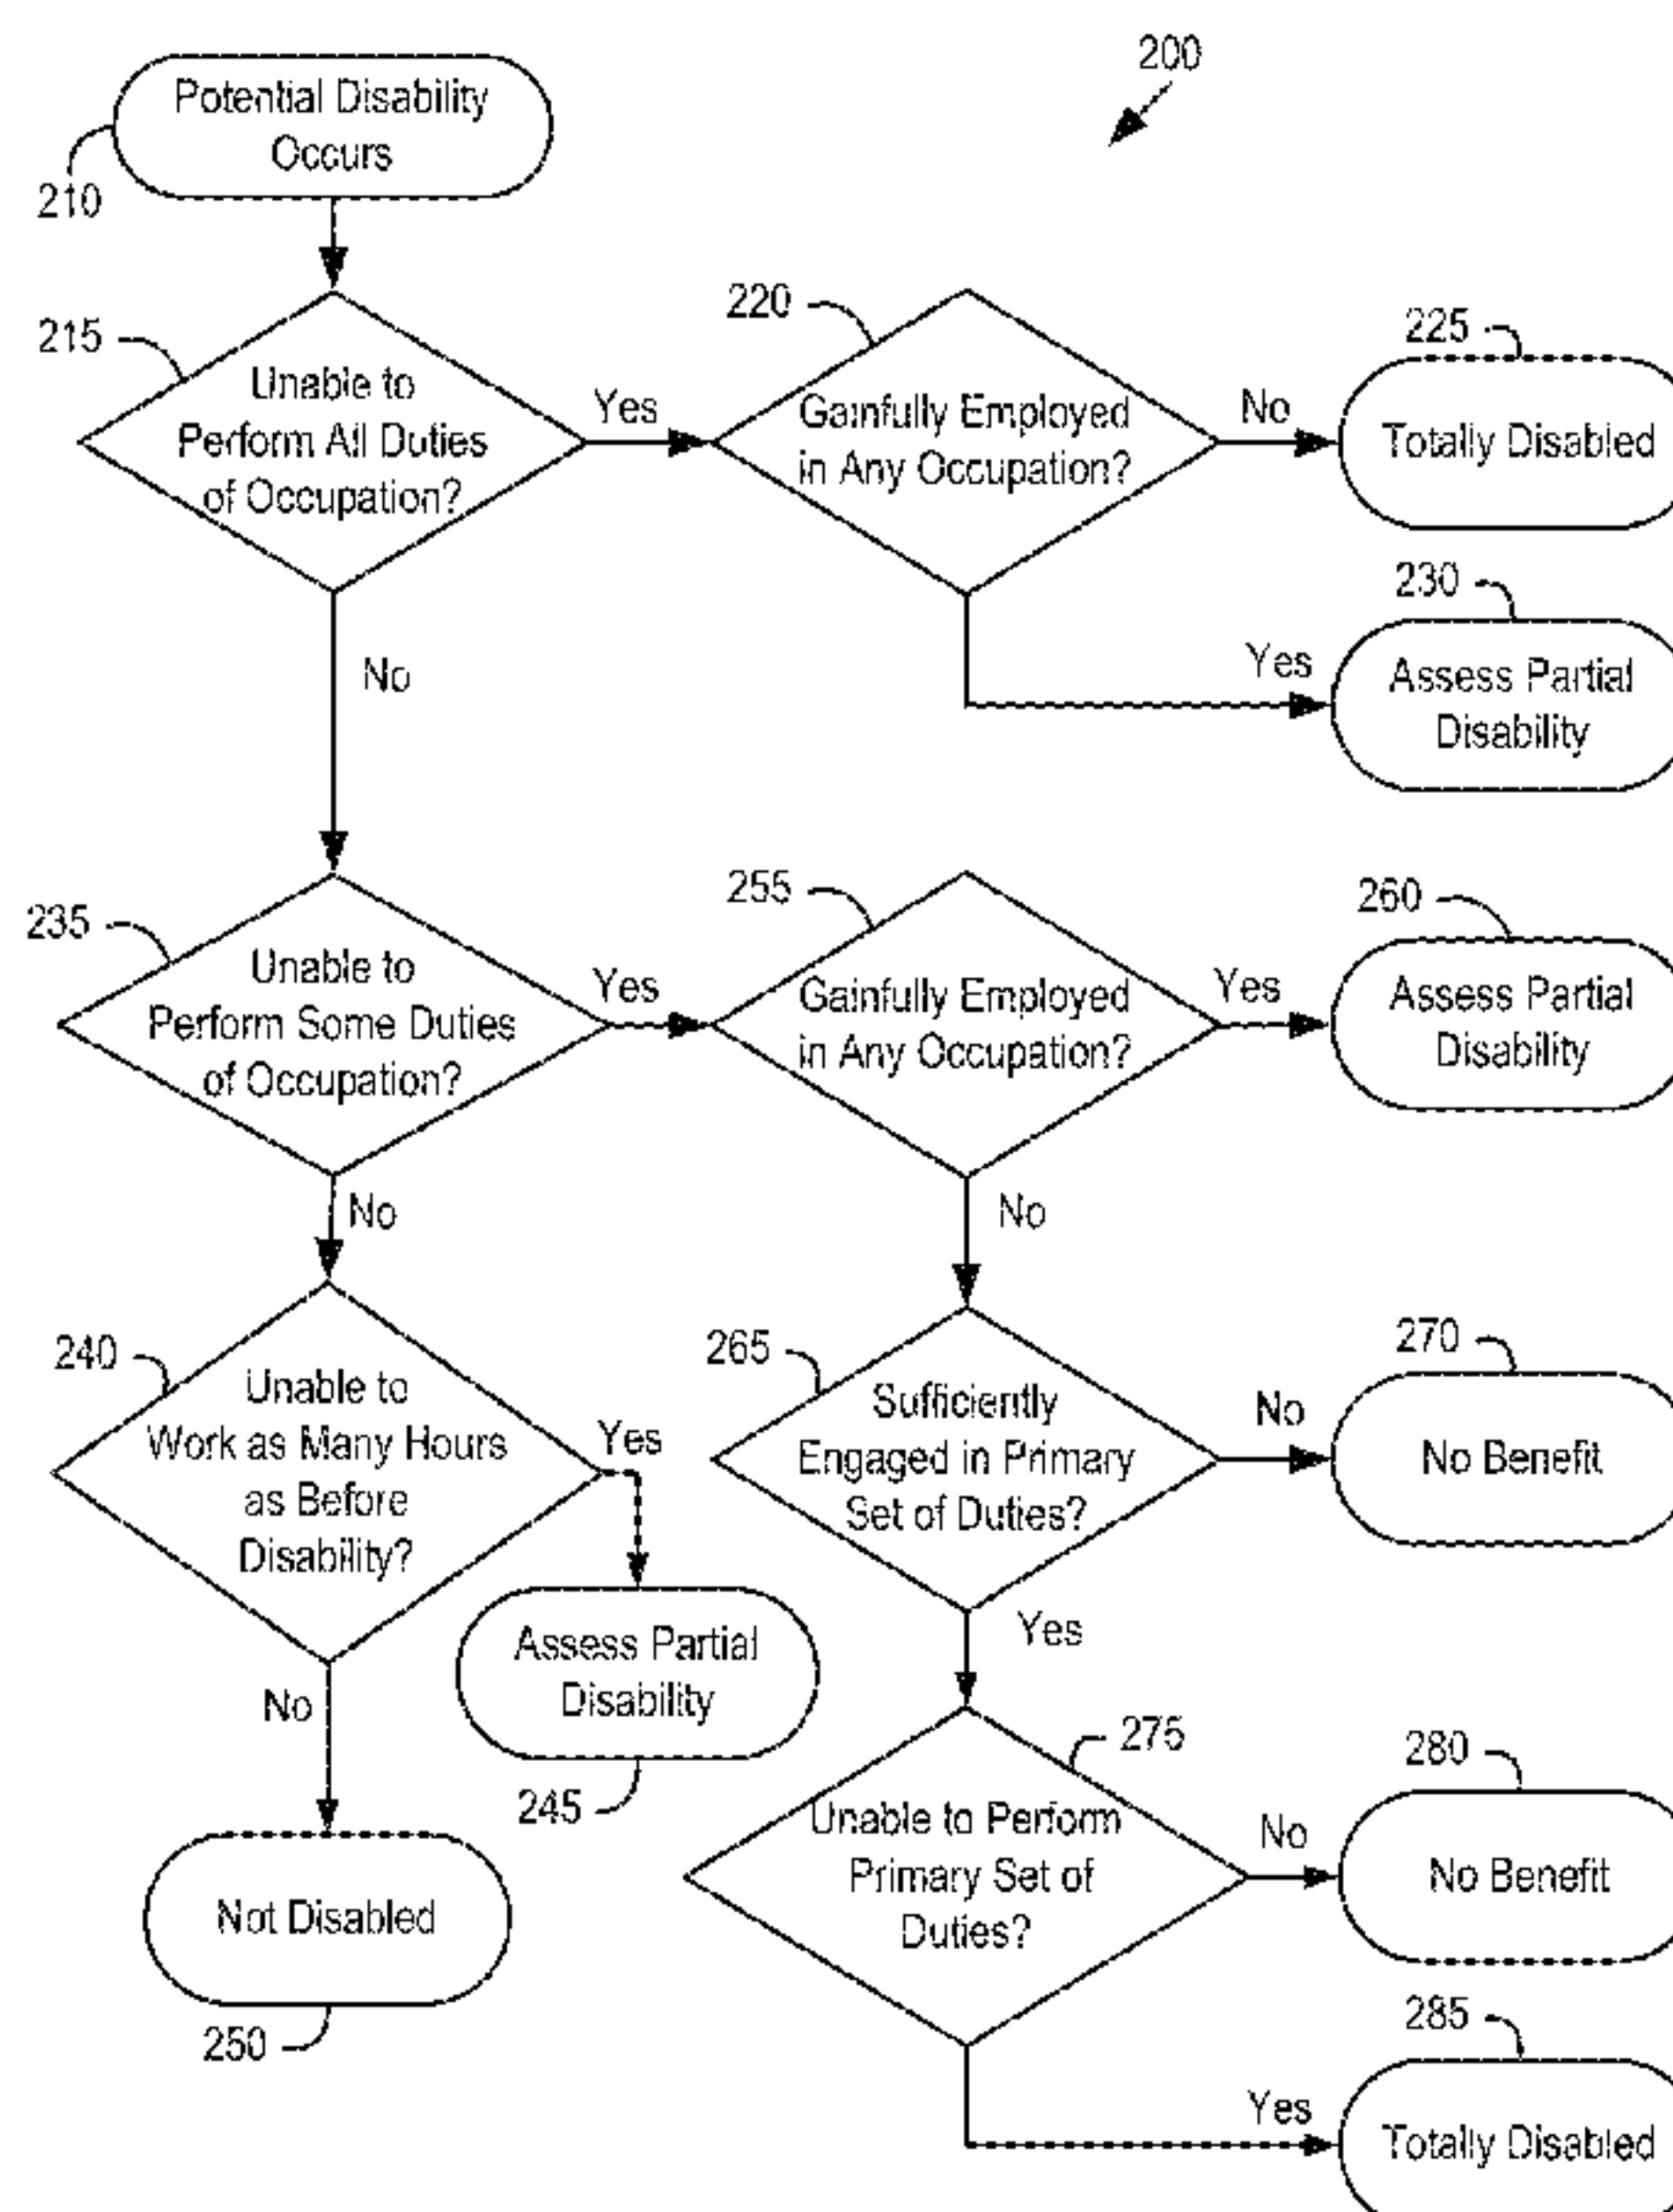 200
Potential Disability
Occurs
210
215
Unable to
Perform All Duties
of Occupation?
Yes
220
Gainfully Employed
in Any Occupation?
No
225
Totally Disabled
Yes
230
Assess Partial
Disability
No
235
Unable to
Perform Some Duties
of Occupation?
Yes
255
Gainfully Employed
in Any Occupation?
Yes
260
Assess Partial
Disability
No
No
240
Unable to
Work as Many Hours
as Before
Disability?
Yes
Assess Partial
Disability
245
No
Not Disabled
250
265
Sufficiently
Engaged in Primary
Set of Duties?
No
270
No Benefit
Yes
275
Unable to Perform
Primary Set of
Duties?
No
280
No Benefit
Yes
285
Totally Disabled